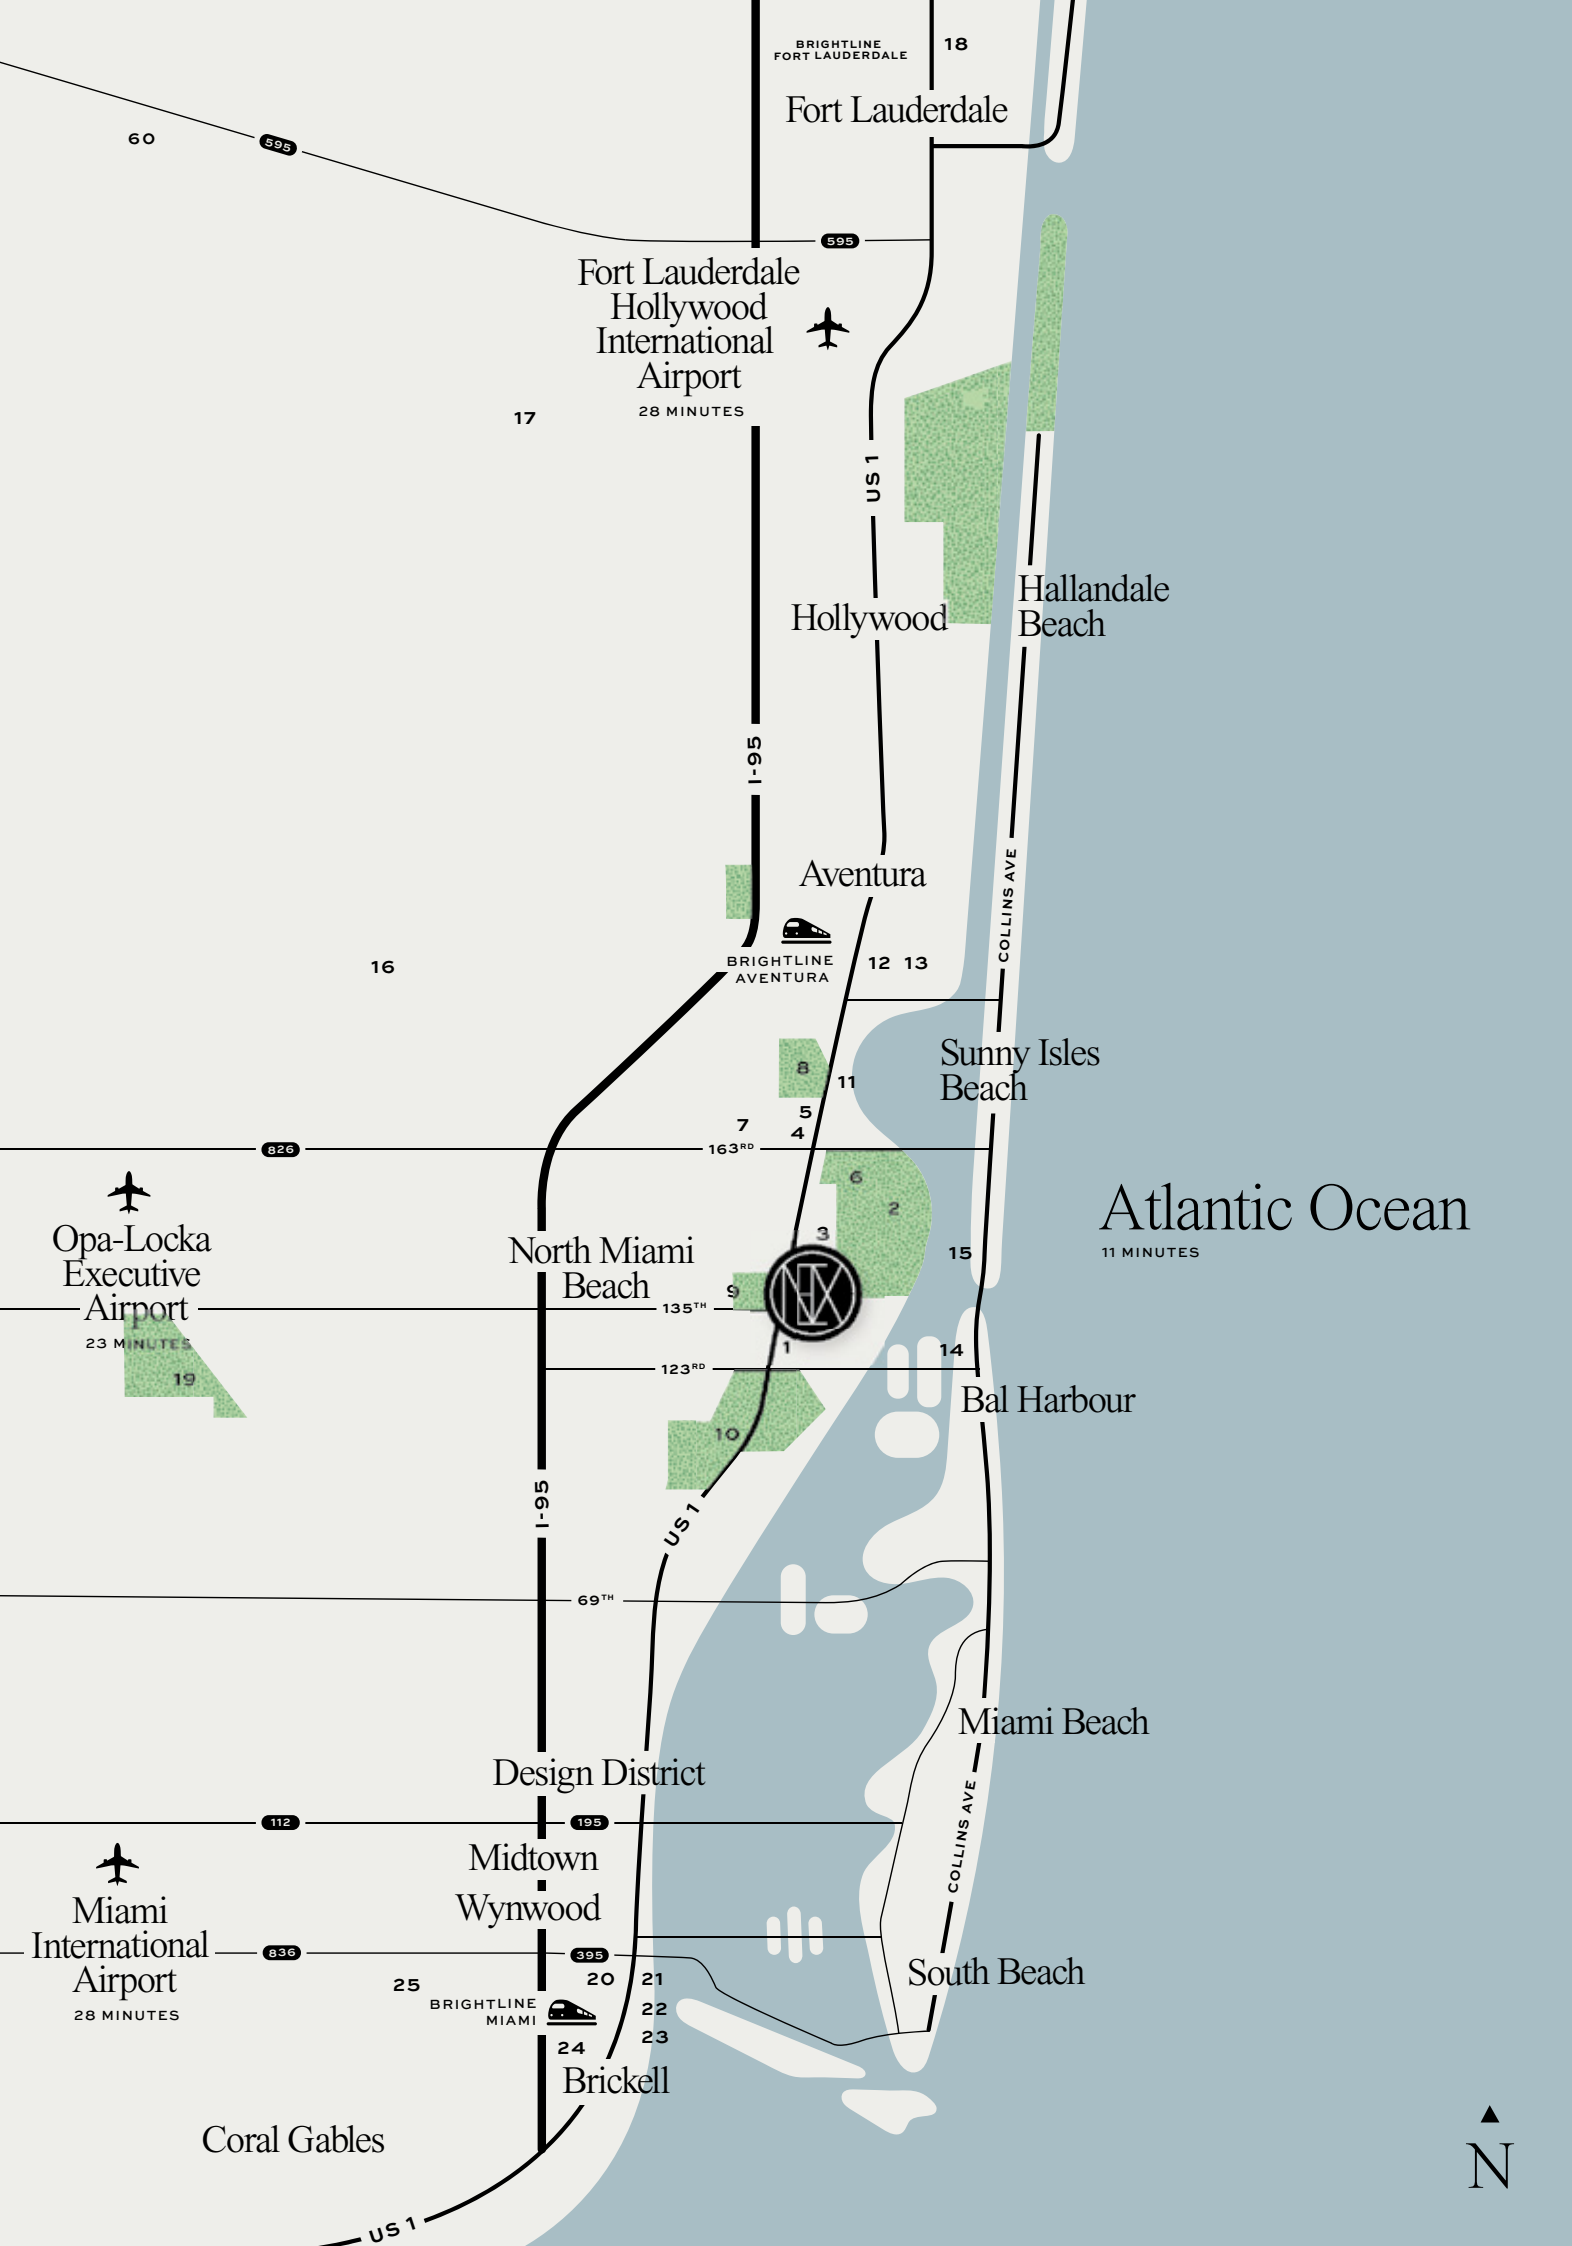 BRIGHTLINE
FORT LAUDERDALE
18
Fort Lauderdale
60
595
595
Fort Lauderdale
Hollywood
International
Airport
28 MINUTES
17
US 1
Hallandale
Beach
Hollywood
I-95
Aventura
COLLINS AVE
BRIGHTLINE
AVENTURA
12 13
16
Sunny Isles
Beach
8
11
5
7
4
826
163RD
6
2
Atlantic Ocean
11 MINUTES
Opa-Locka
Executive
Airport
23 MINUTES
North Miami
Beach
3
15
9
NEX
135TH
1
14
123RD
19
Bal Harbour
10
I-95
US 1
69TH
Miami Beach
Design District
COLLINS AVE
112
195
Midtown
Wynwood
Miami
International
Airport
28 MINUTES
836
395
South Beach
25
20
21
BRIGHTLINE
MIAMI
22
23
24
Brickell
Coral Gables
N
US 1